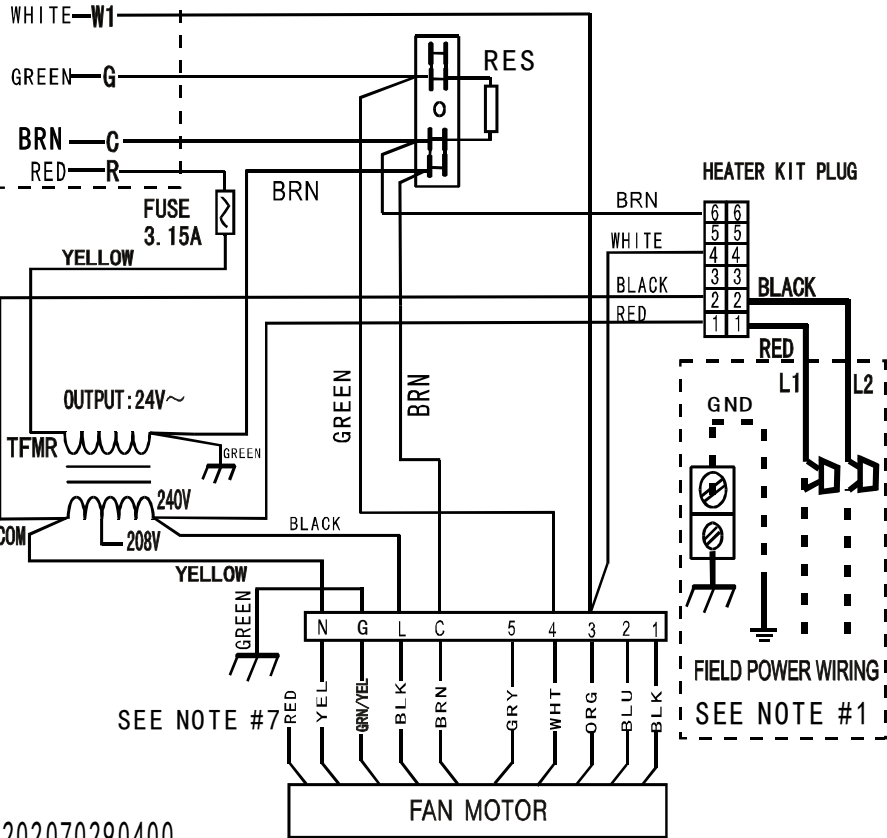 WHITE W1
GREEN G
BRN C
RED R
RES
O
BRN
FUSE
3.15A
YELLOW
HEATER KIT PLUG
BRN
WHITE
BLACK
RED
6 6
5 5
4 4
3 3
2 2
1 1
BLACK
RED
L1
L2
GND
OUTPUT:24V~
TFMR
GREEN
GREEN
BRN
240V
208V
COM
BLACK
YELLOW
GREEN
N G L C 5 4 3 2 1
SEE NOTE #7
RED
YEL
GRN/YEL
BLK
BRN
GRY
WHT
ORG
BLU
BLK
FIELD POWER WIRING
SEE NOTE #1
FAN MOTOR
202070290400